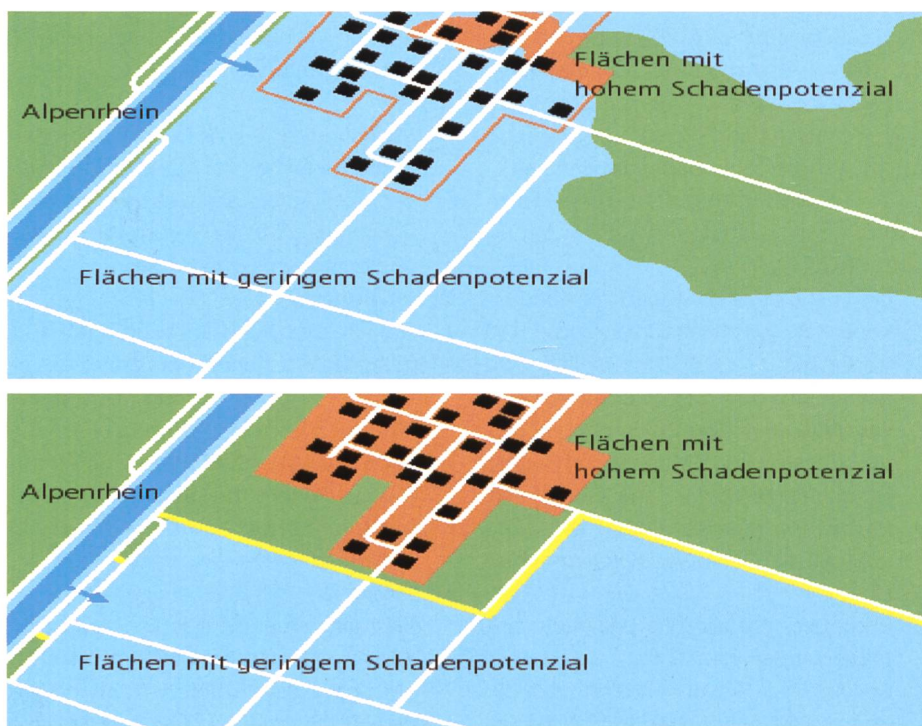 Flächen mit
hohem Schadenpotenzial
Alpenrhein
Flächen mit geringem Schadenpotenzial
Flächen mit
hohem Schadenpotenzial
Alpenrhein
Flächen mit geringem Schadenpotenzial